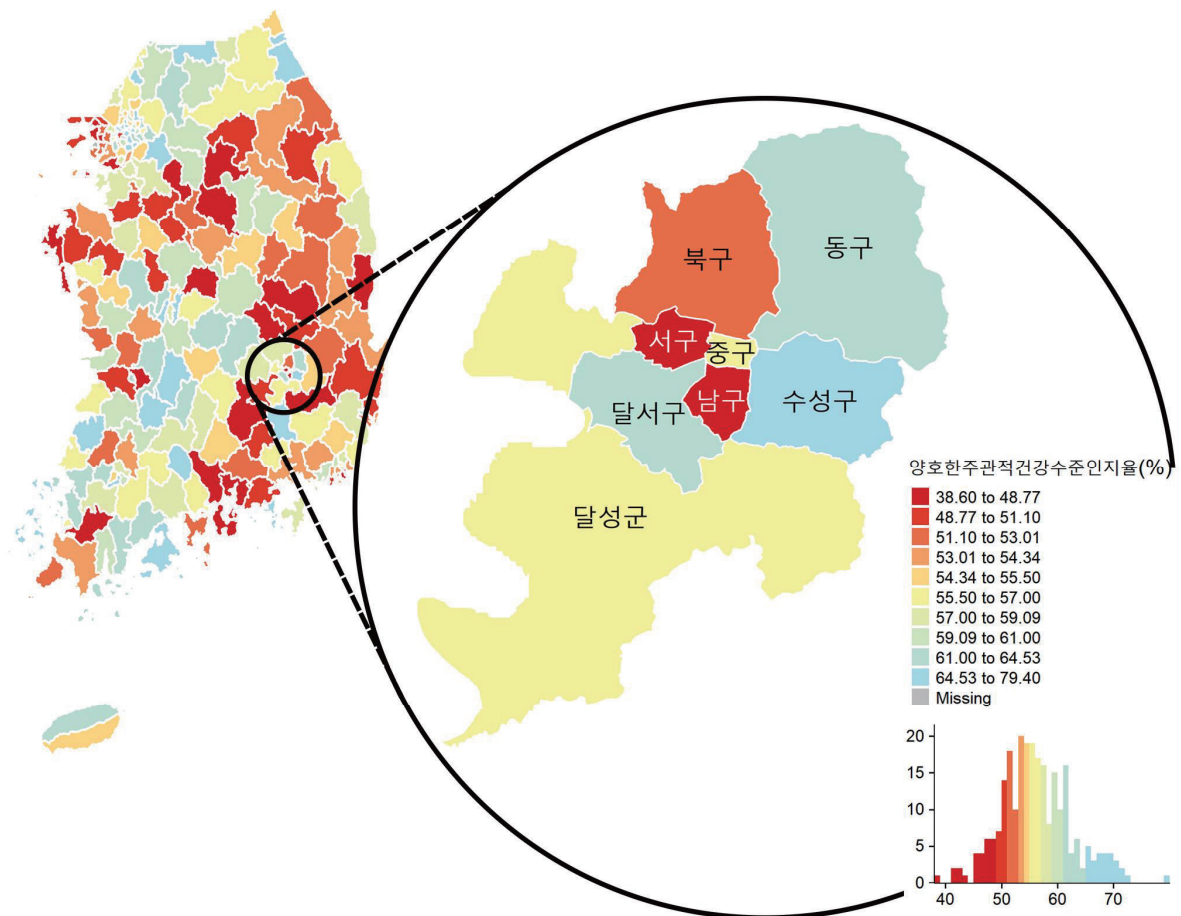 북구
동구
서구
중구
달서구
남구
수성구
달성군
양호한주관적건강수준인지율(%)
38.60 to 48.77
48.77 to 51.10
51.10 to 53.01
53.01 to 54.34
54.34 to 55.50
55.50 to 57.00
57.00 to 59.09
59.09 to 61.00
61.00 to 64.53
64.53 to 79.40
Missing
20
15
10
5
0
40 50 60 70